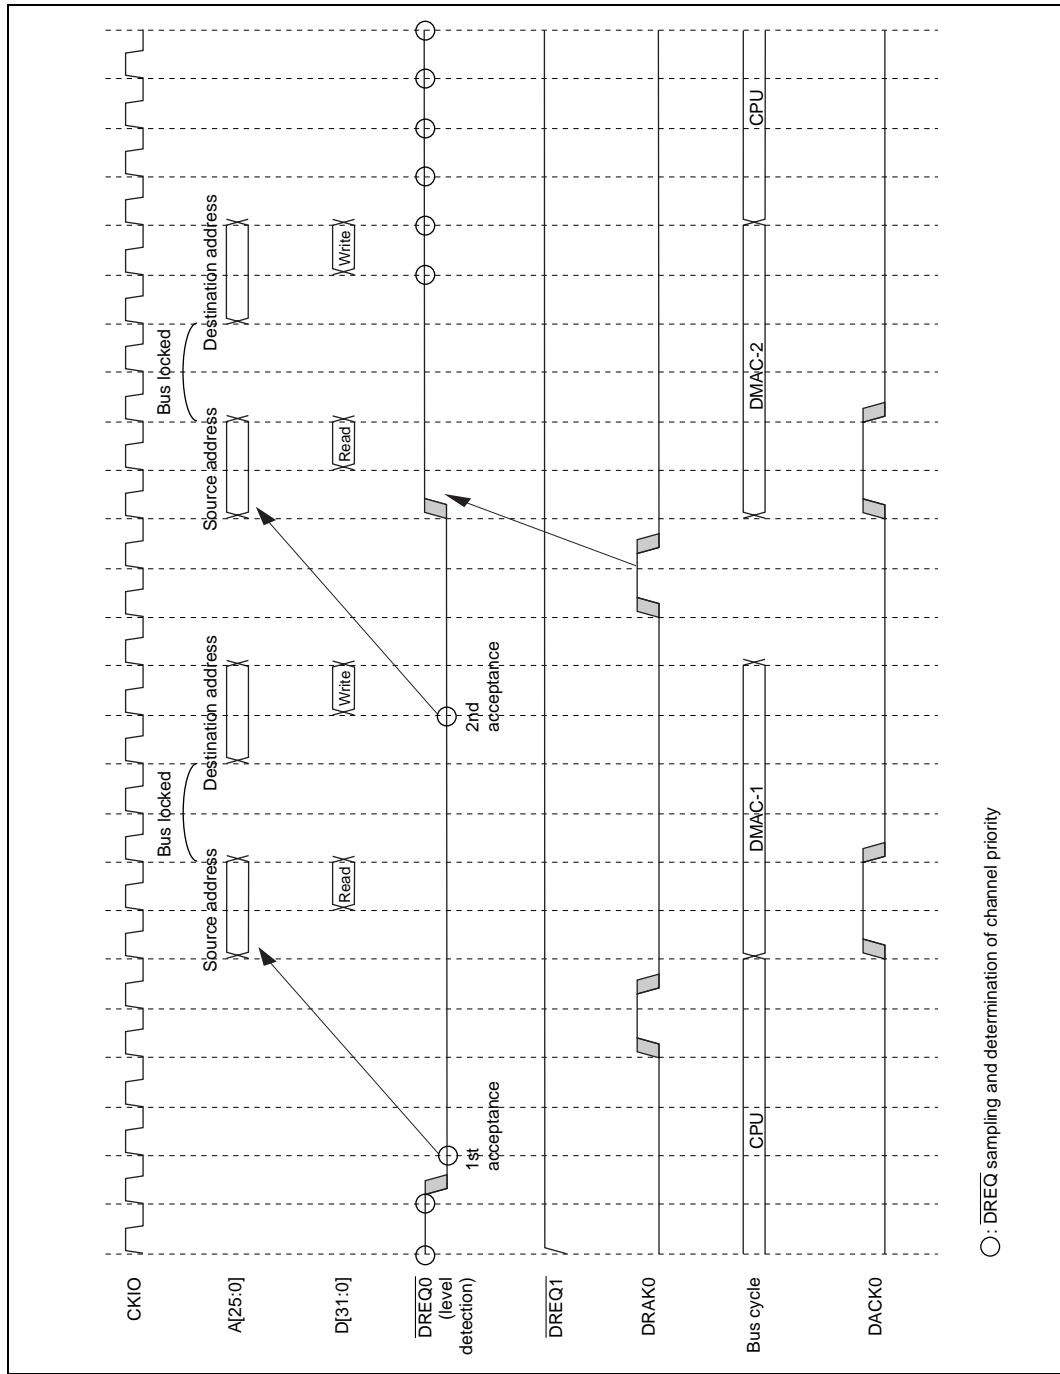 CKIO
Bus locked
Bus locked
A[25:0]
Source address
Destination address
Source address
Destination address
D[31:0]
Read
Write
Read
Write
DREQ0
(level
detection)
1st
acceptance
2nd
acceptance
DREQ1
DRAK0
Bus cycle
CPU
DMAC-1
DMAC-2
CPU
DACK0
: DREQ sampling and determination of channel priority